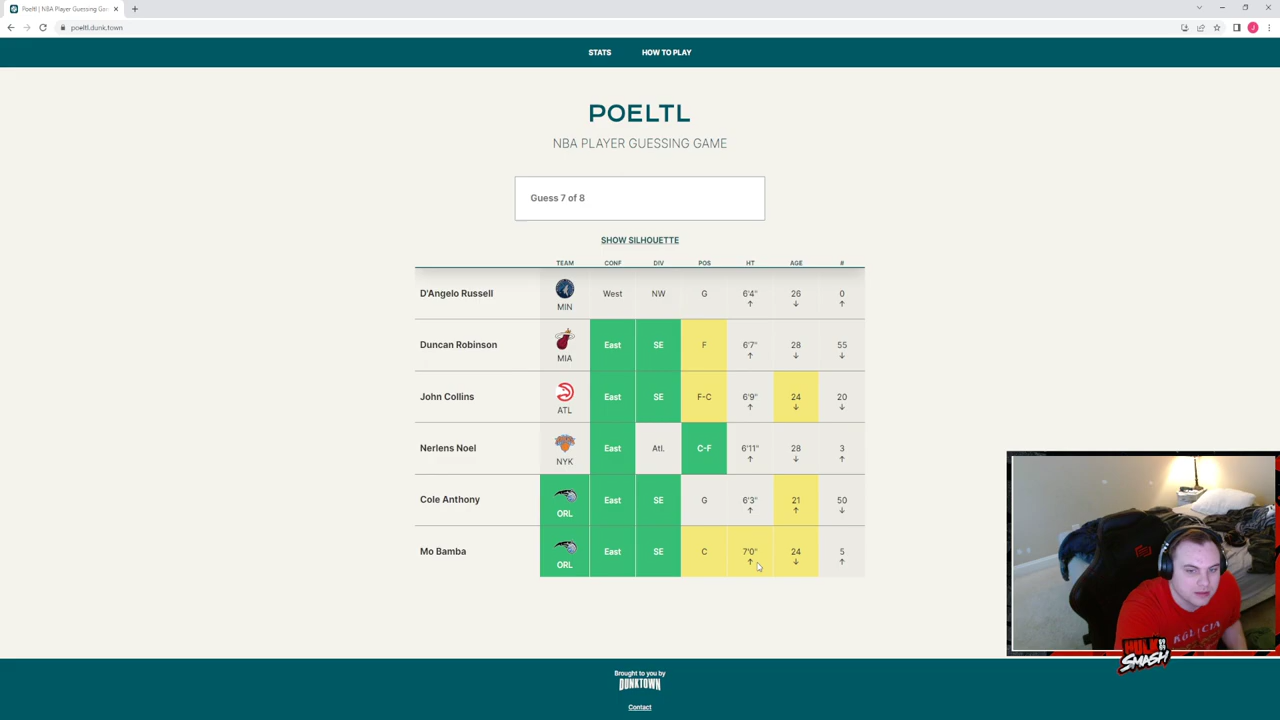 Poeltl | NBA Player Guessing Gam
poeltl.dunk.town
J
STATS HOW TO PLAY
POELTL
NBA PLAYER GUESSING GAME
Guess 7 of 8
SHOW SILHOUETTE
TEAM CONF DIV POS HT AGE #
D'Angelo Russell MIN West NW G 6'4" ↑ 26 ↓ 0 ↑
Duncan Robinson MIA East SE F 6'7" ↑ 28 ↓ 55 ↓
John Collins ATL East SE F-C 6'9" ↑ 24 ↓ 20 ↓
Nerlens Noel NYK East Atl. C-F 6'11" ↑ 28 ↓ 3 ↑
Cole Anthony ORL East SE G 6'3" ↑ 21 ↑ 50 ↓
Mo Bamba ORL East SE C 7'0" ↑ 24 ↓ 5 ↑
HULK
SMASH
Brought to you by
DUNKTOWN
Contact